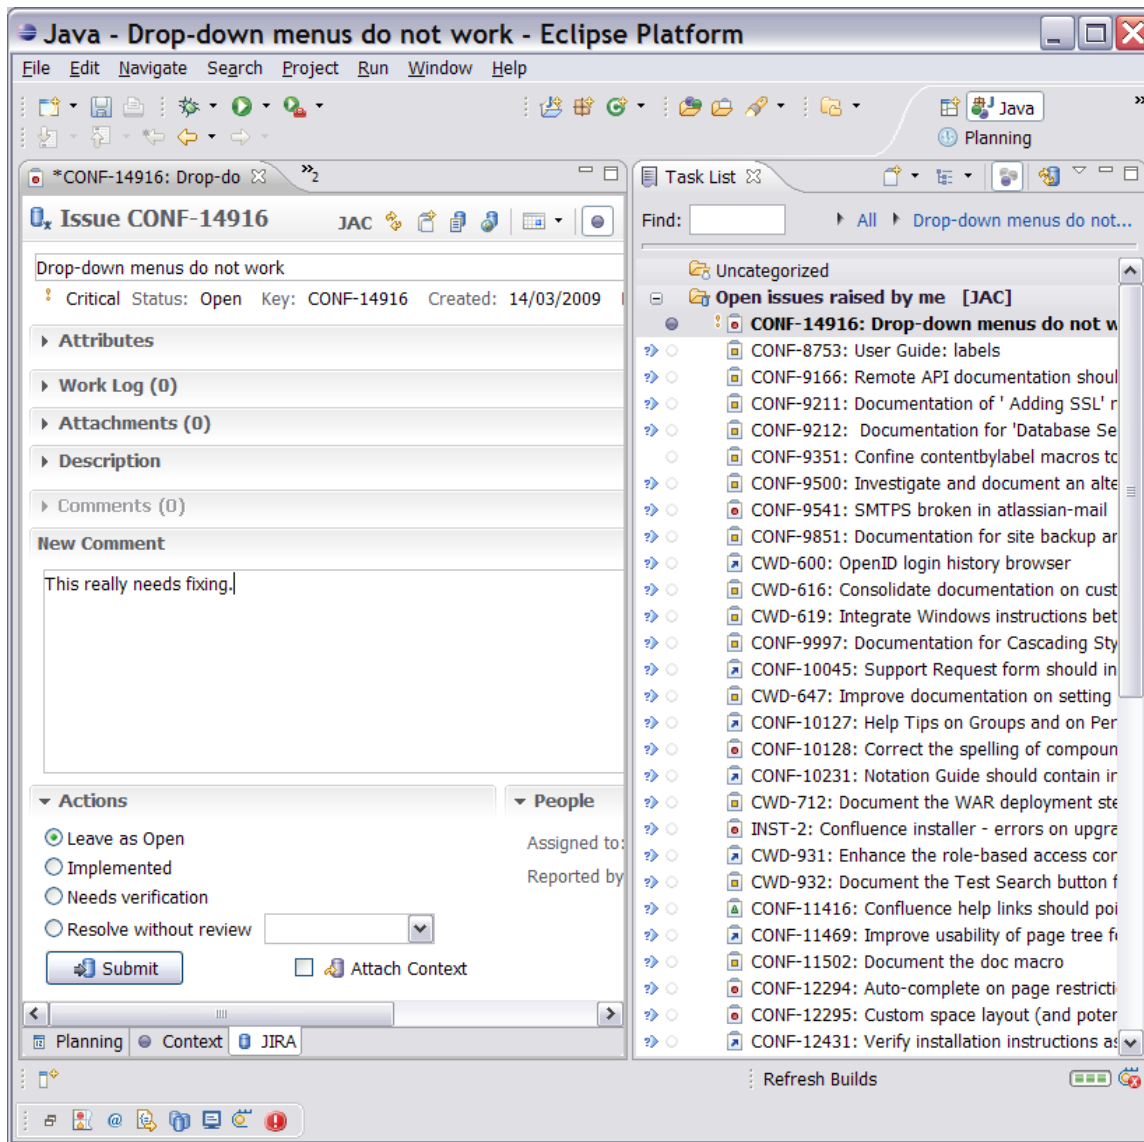 Java - Drop-down menus do not work - Eclipse Platform
File Edit Navigate Search Project Run Window Help
Java
Planning
*CONF-14916: Drop-do
»2
Issue CONF-14916
JAC
Drop-down menus do not work
Critical Status: Open Key: CONF-14916 Created: 14/03/2009
Attributes
Work Log (0)
Attachments (0)
Description
Comments (0)
New Comment
This really needs fixing.
Actions
Leave as Open
Implemented
Needs verification
Resolve without review
Submit
Attach Context
People
Assigned to:
Reported by
Planning Context JIRA
Task List
Find:
All Drop-down menus do not...
Uncategorized
Open issues raised by me [JAC]
CONF-14916: Drop-down menus do not w
CONF-8753: User Guide: labels
CONF-9166: Remote API documentation shoul
CONF-9211: Documentation of ' Adding SSL' r
CONF-9212: Documentation for 'Database Se
CONF-9351: Confine contentbylabel macros to
CONF-9500: Investigate and document an alte
CONF-9541: SMTPS broken in atlassian-mail
CONF-9851: Documentation for site backup ar
CWD-600: OpenID login history browser
CWD-616: Consolidate documentation on cust
CWD-619: Integrate Windows instructions bet
CONF-9997: Documentation for Cascading Sty
CONF-10045: Support Request form should in
CWD-647: Improve documentation on setting
CONF-10127: Help Tips on Groups and on Per
CONF-10128: Correct the spelling of compoun
CONF-10231: Notation Guide should contain in
CWD-712: Document the WAR deployment ste
INST-2: Confluence installer - errors on upgra
CWD-931: Enhance the role-based access cor
CWD-932: Document the Test Search button f
CONF-11416: Confluence help links should poi
CONF-11469: Improve usability of page tree fo
CONF-11502: Document the doc macro
CONF-12294: Auto-complete on page restricti
CONF-12295: Custom space layout (and poter
CONF-12431: Verify installation instructions as
Refresh Builds